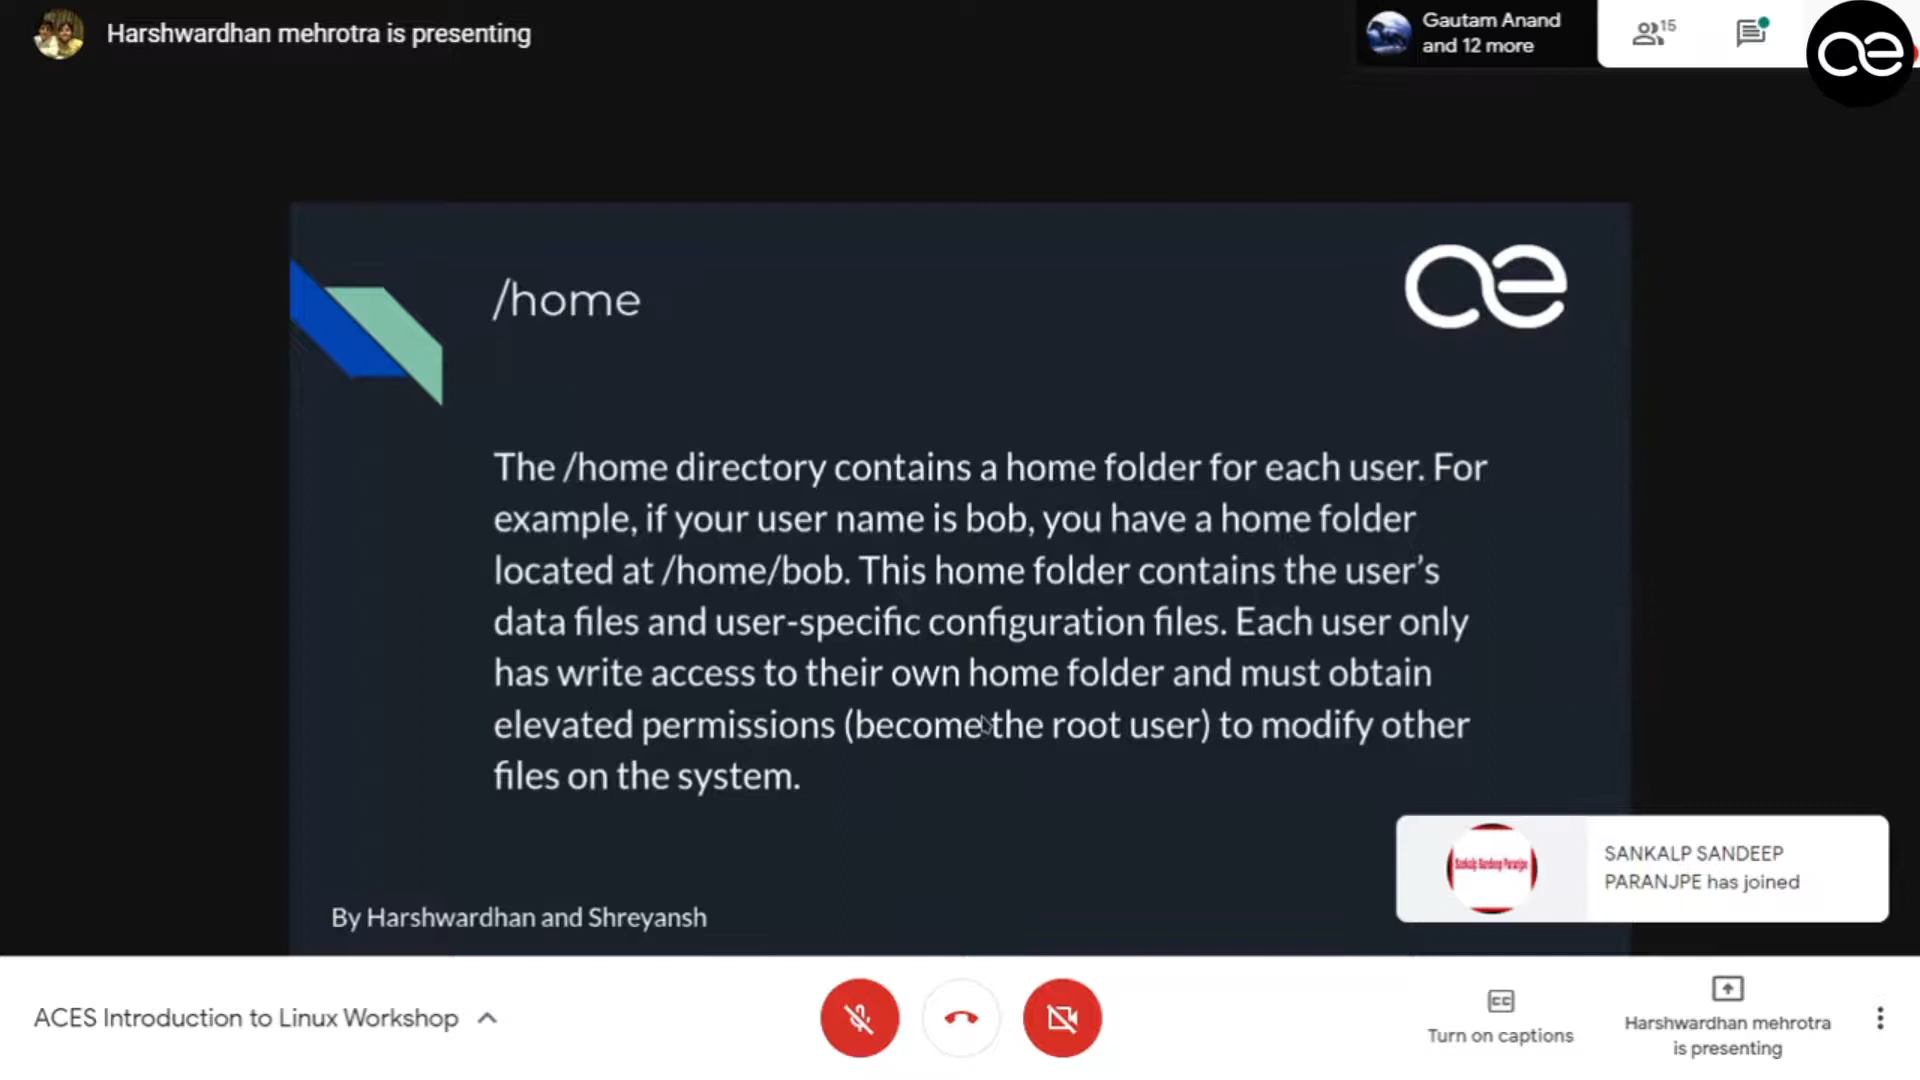 Harshwardhan mehrotra is presenting
Gautam Anand
and 12 more
15
/home
The /home directory contains a home folder for each user. For
example, if your user name is bob, you have a home folder
located at /home/bob. This home folder contains the user’s
data files and user-specific configuration files. Each user only
has write access to their own home folder and must obtain
elevated permissions (become the root user) to modify other
files on the system.
Sankalp Sandeep Paranjpe
SANKALP SANDEEP
PARANJPE has joined
By Harshwardhan and Shreyansh
ACES Introduction to Linux Workshop
CC
Turn on captions
Harshwardhan mehrotra
is presenting